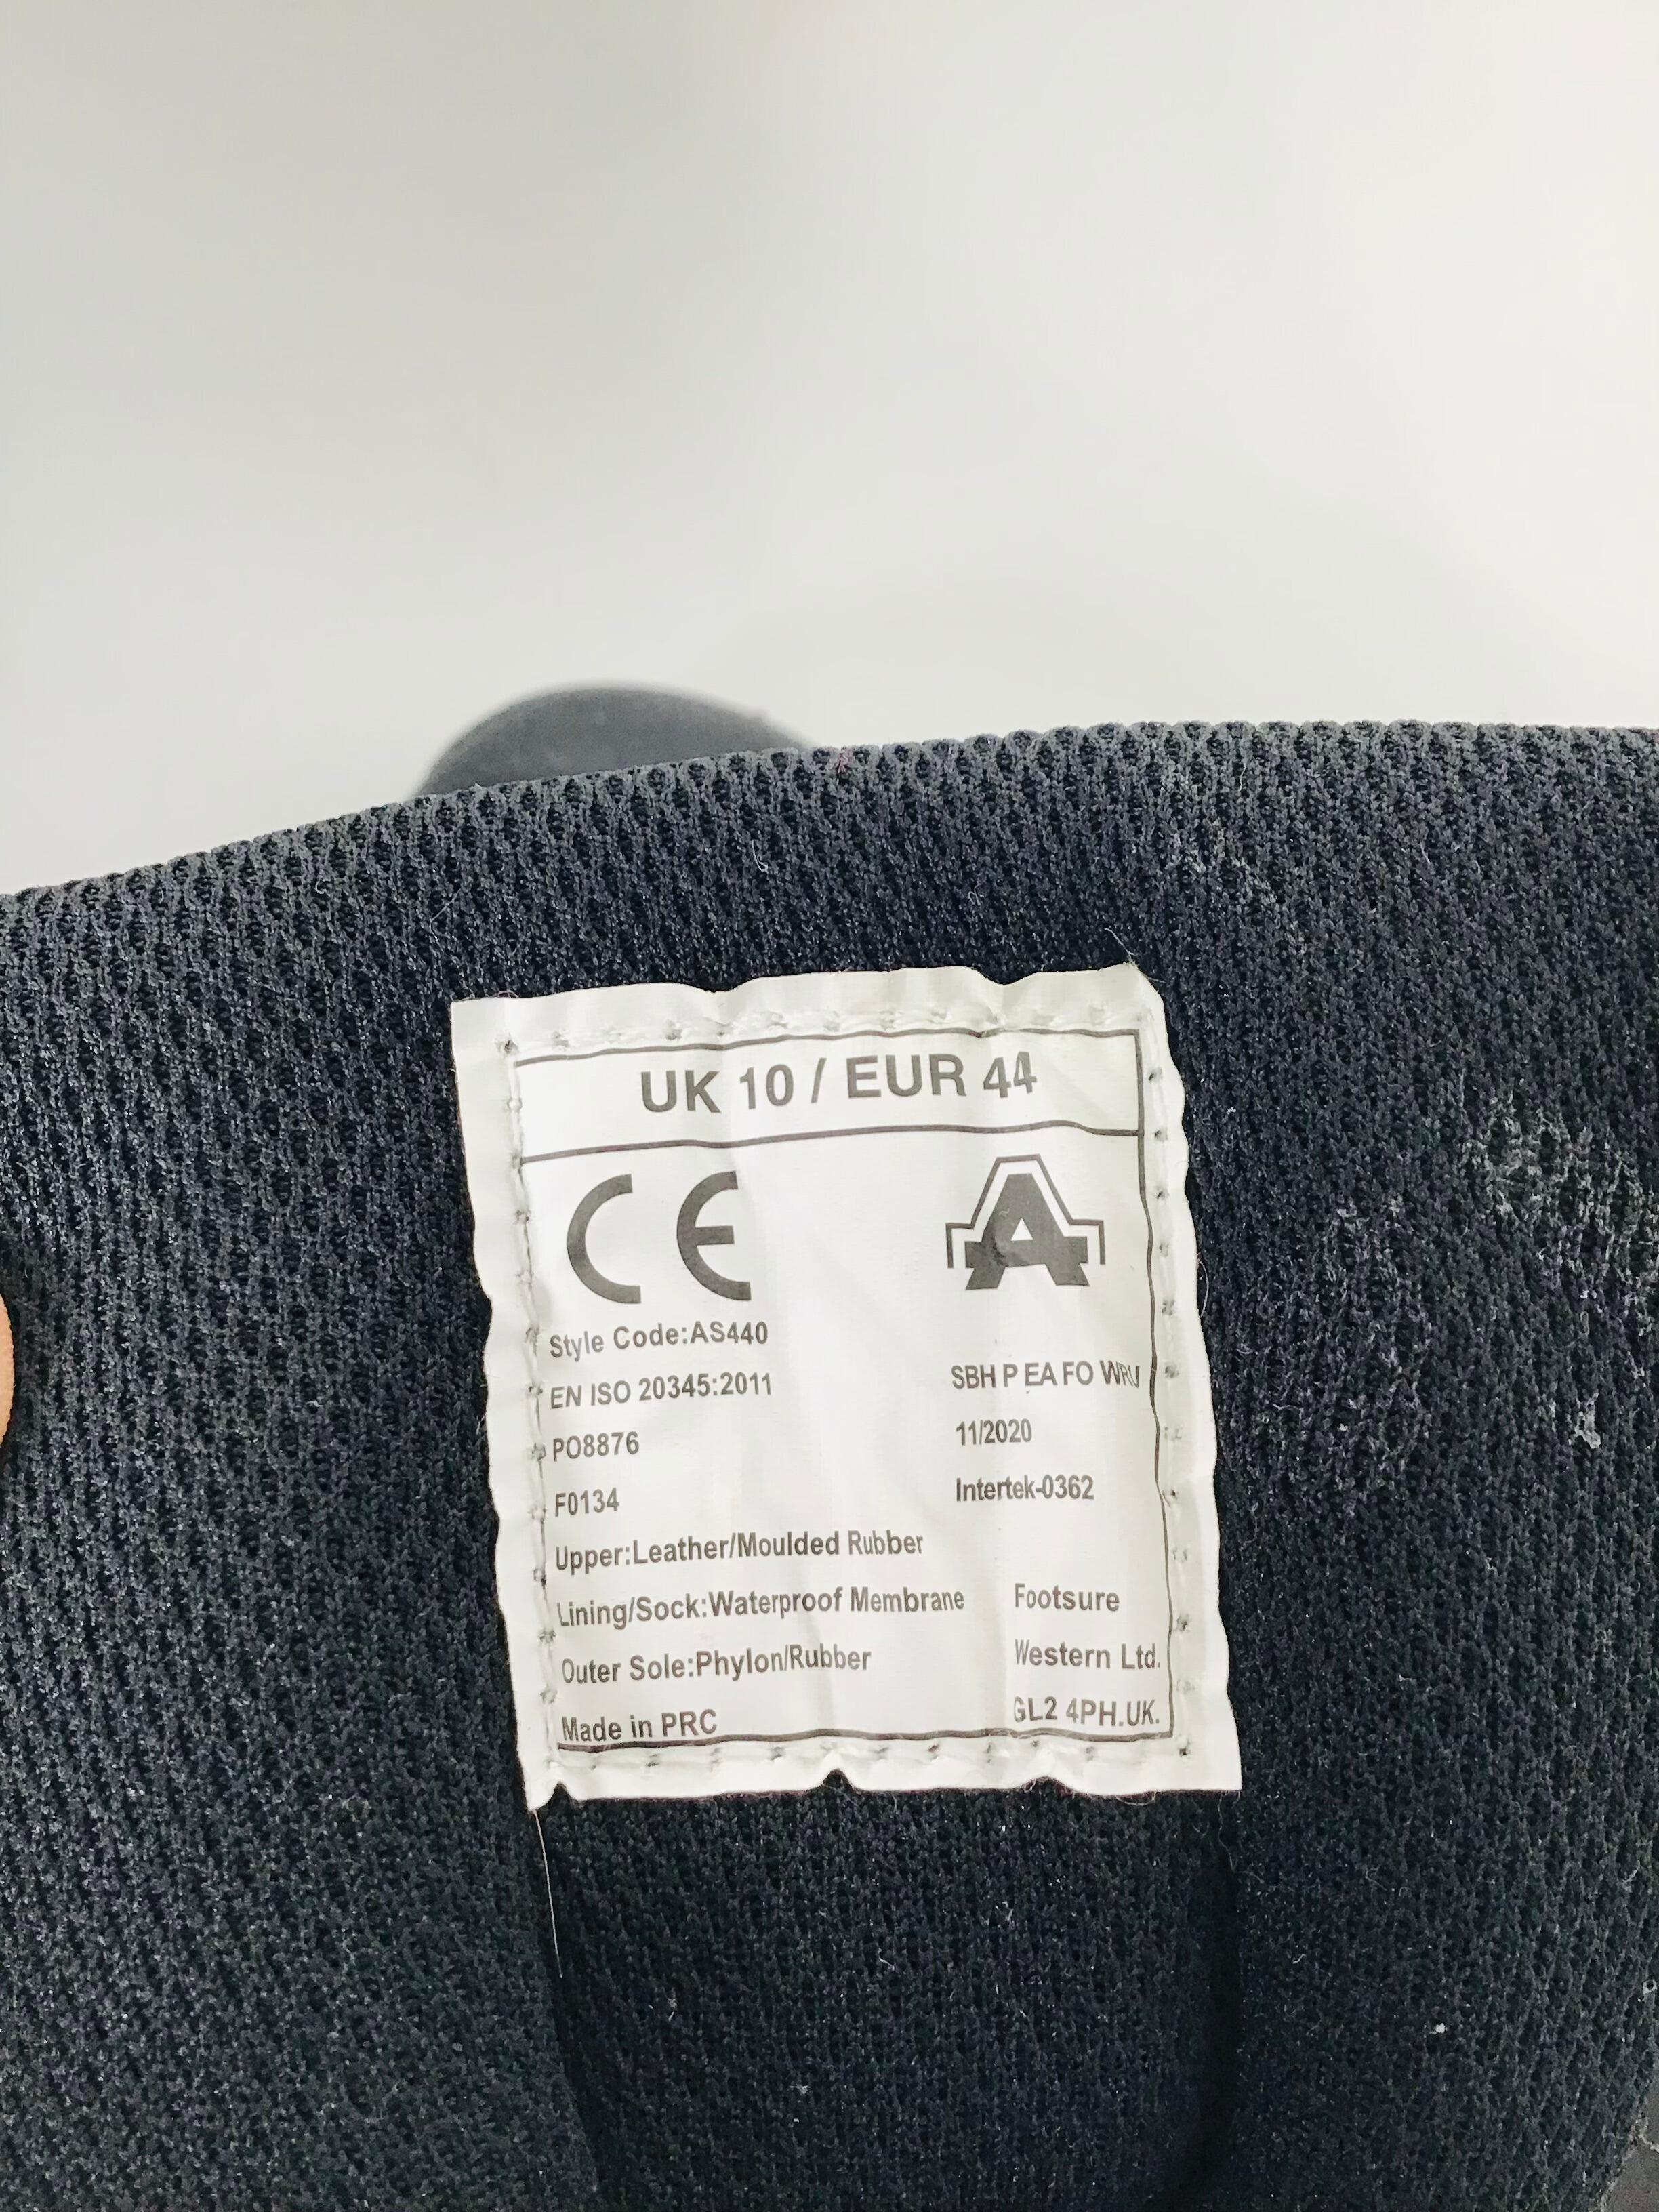 UK 10 / EUR 44
CE
A
Style Code:AS440
EN ISO 20345:2011
SBH P EA FO WRU
PO8876
11/2020
F0134
Intertek-0362
Upper:Leather/Moulded Rubber
Lining/Sock:Waterproof Membrane
Footsure
Outer Sole:Phylon/Rubber
Western Ltd.
Made in PRC
GL2 4PH.UK.